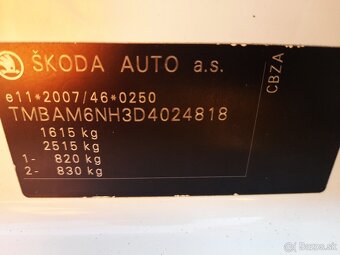 ŠKODA AUTO a.s.
e11*2007/46*0250
TMBAM6NH3D4024818
1615 kg
2515 kg
1- 820 kg
2- 830 kg
CBZA
Bazoš.sk